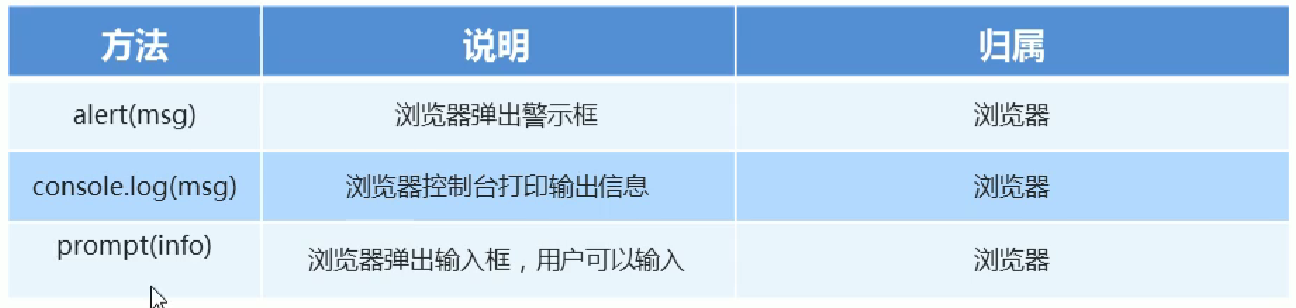 方法 说明 归属
alert(msg) 浏览器弹出警示框 浏览器
console.log(msg) 浏览器控制台打印输出信息 浏览器
prompt(info) 浏览器弹出输入框，用户可以输入 浏览器